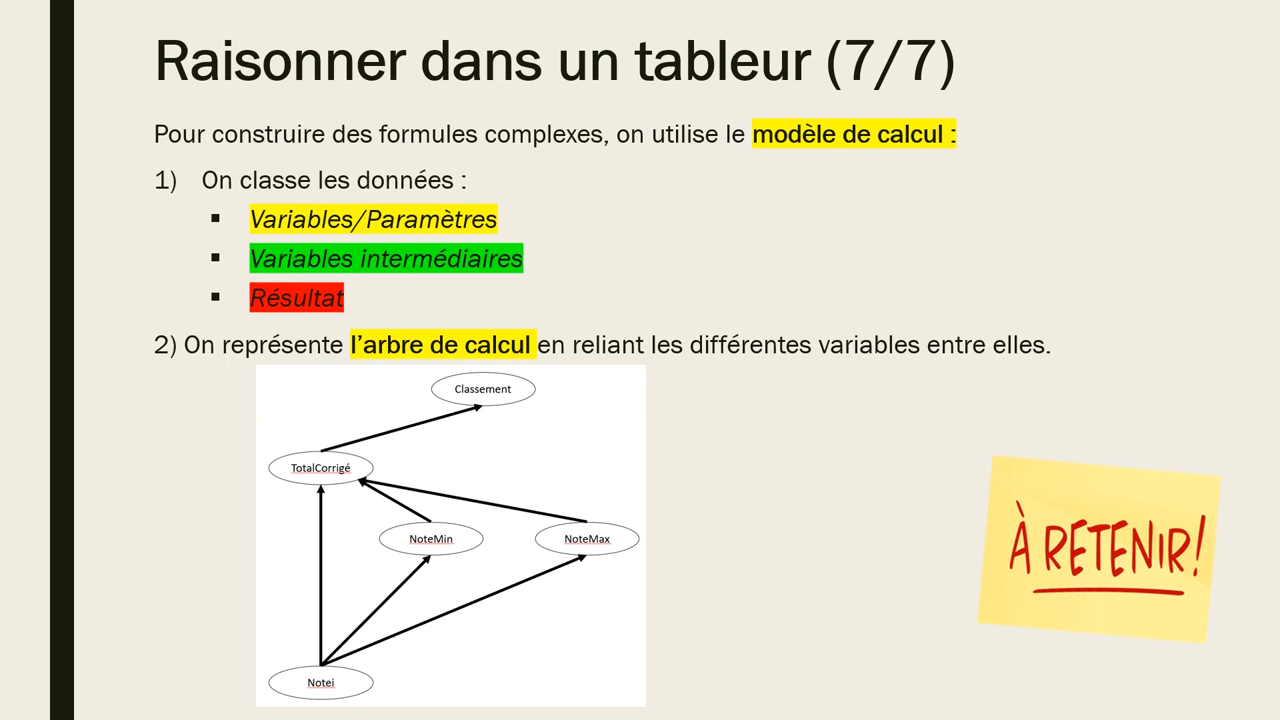 Raisonner dans un tableur (7/7)
Pour construire des formules complexes, on utilise le modèle de calcul :
1) On classe les données :
▪ Variables/Paramètres
▪ Variables intermédiaires
▪ Résultat
2) On représente l’arbre de calcul en reliant les différentes variables entre elles.
Classement
TotalCorrigé
NoteMin
NoteMax
Notei
À RETENIR!